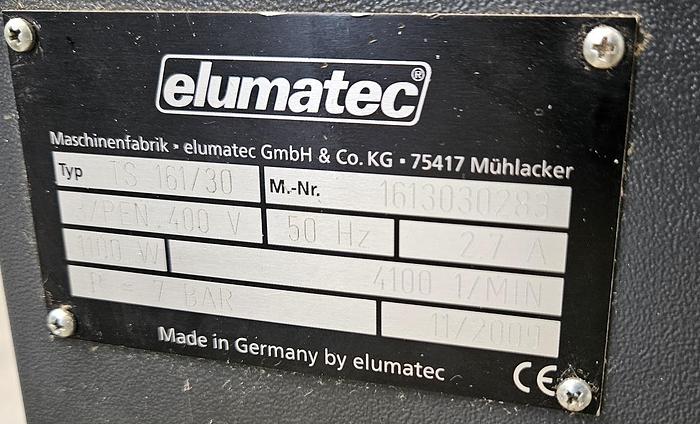 elumatec®
Maschinenfabrik • elumatec GmbH & Co. KG • 75417 Mühlacker
Typ TS 161/30 M.-Nr. 1613030283
3/PEN.400 V 50 Hz 2.7 A
1100 W 4100 1/MIN
P = 7 BAR 11/2009
Made in Germany by elumatec CE